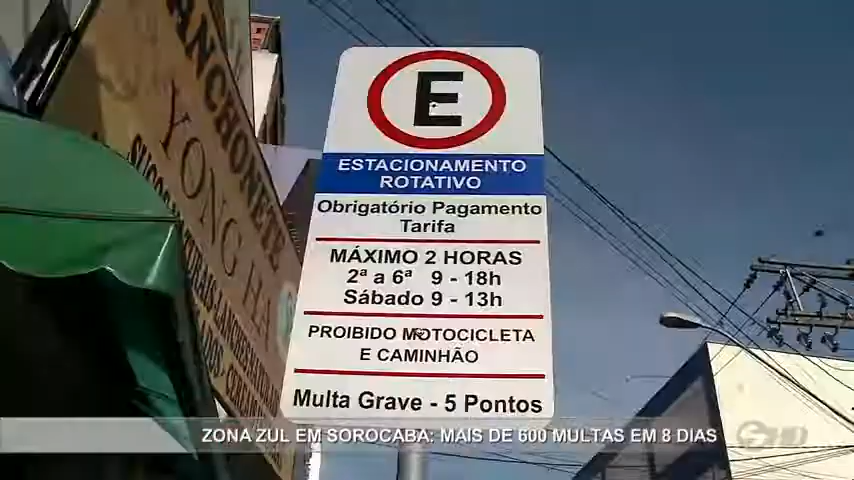 E
ESTACIONAMENTO
ROTATIVO
Obrigatório Pagamento
Tarifa
MÁXIMO 2 HORAS
2ª a 6ª 9 - 18h
Sábado 9 - 13h
PROIBIDO MOTOCICLETA
E CAMINHÃO
Multa Grave - 5 Pontos
ANCHONETE
YONG HA
ZONA ZUL EM SOROCABA: MAIS DE 600 MULTAS EM 8 DIAS